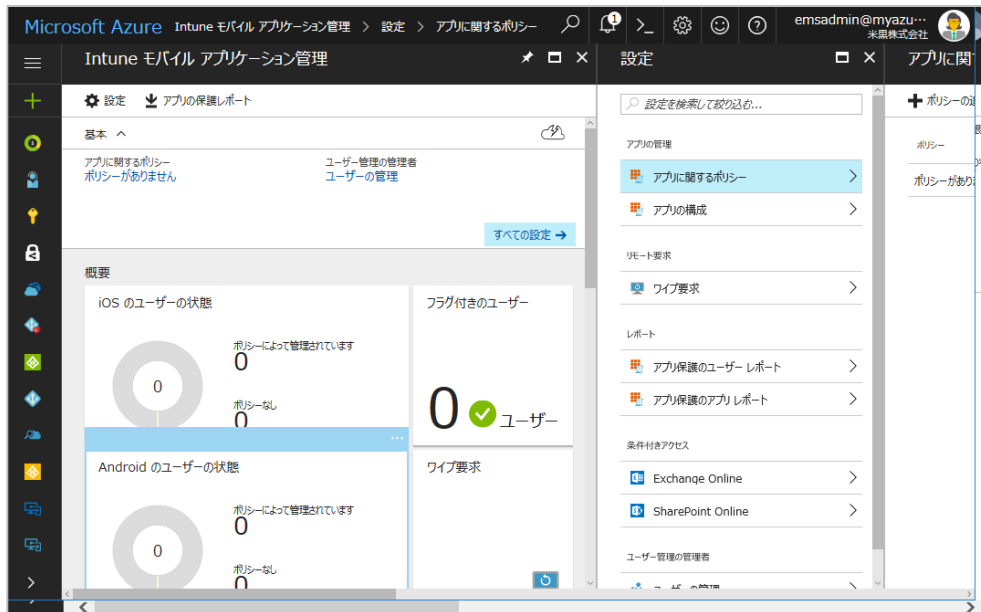 Microsoft Azure Intune モバイル アプリケーション管理 > 設定 > アプリに関するポリシー
1
emsadmin@myazu…
米黒株式会社
Intune モバイル アプリケーション管理
設定
アプリに関
設定 アプリの保護レポート
基本
アプリに関するポリシー
ポリシーがありません
ユーザー管理の管理者
ユーザーの管理
すべての設定
概要
iOS のユーザーの状態
0
ポリシーによって管理されています
0
ポリシーなし
0
フラグ付きのユーザー
0 ユーザー
Android のユーザーの状態
0
ポリシーによって管理されています
0
ポリシーなし
0
ワイプ要求
設定を検索して絞り込む...
アプリの管理
アプリに関するポリシー
アプリの構成
リモート要求
ワイプ要求
レポート
アプリ保護のユーザー レポート
アプリ保護のアプリ レポート
条件付きアクセス
Exchange Online
SharePoint Online
ユーザー管理の管理者
ユーザーの管理
ポリシーの追
ポリシー
ポリシーがあり